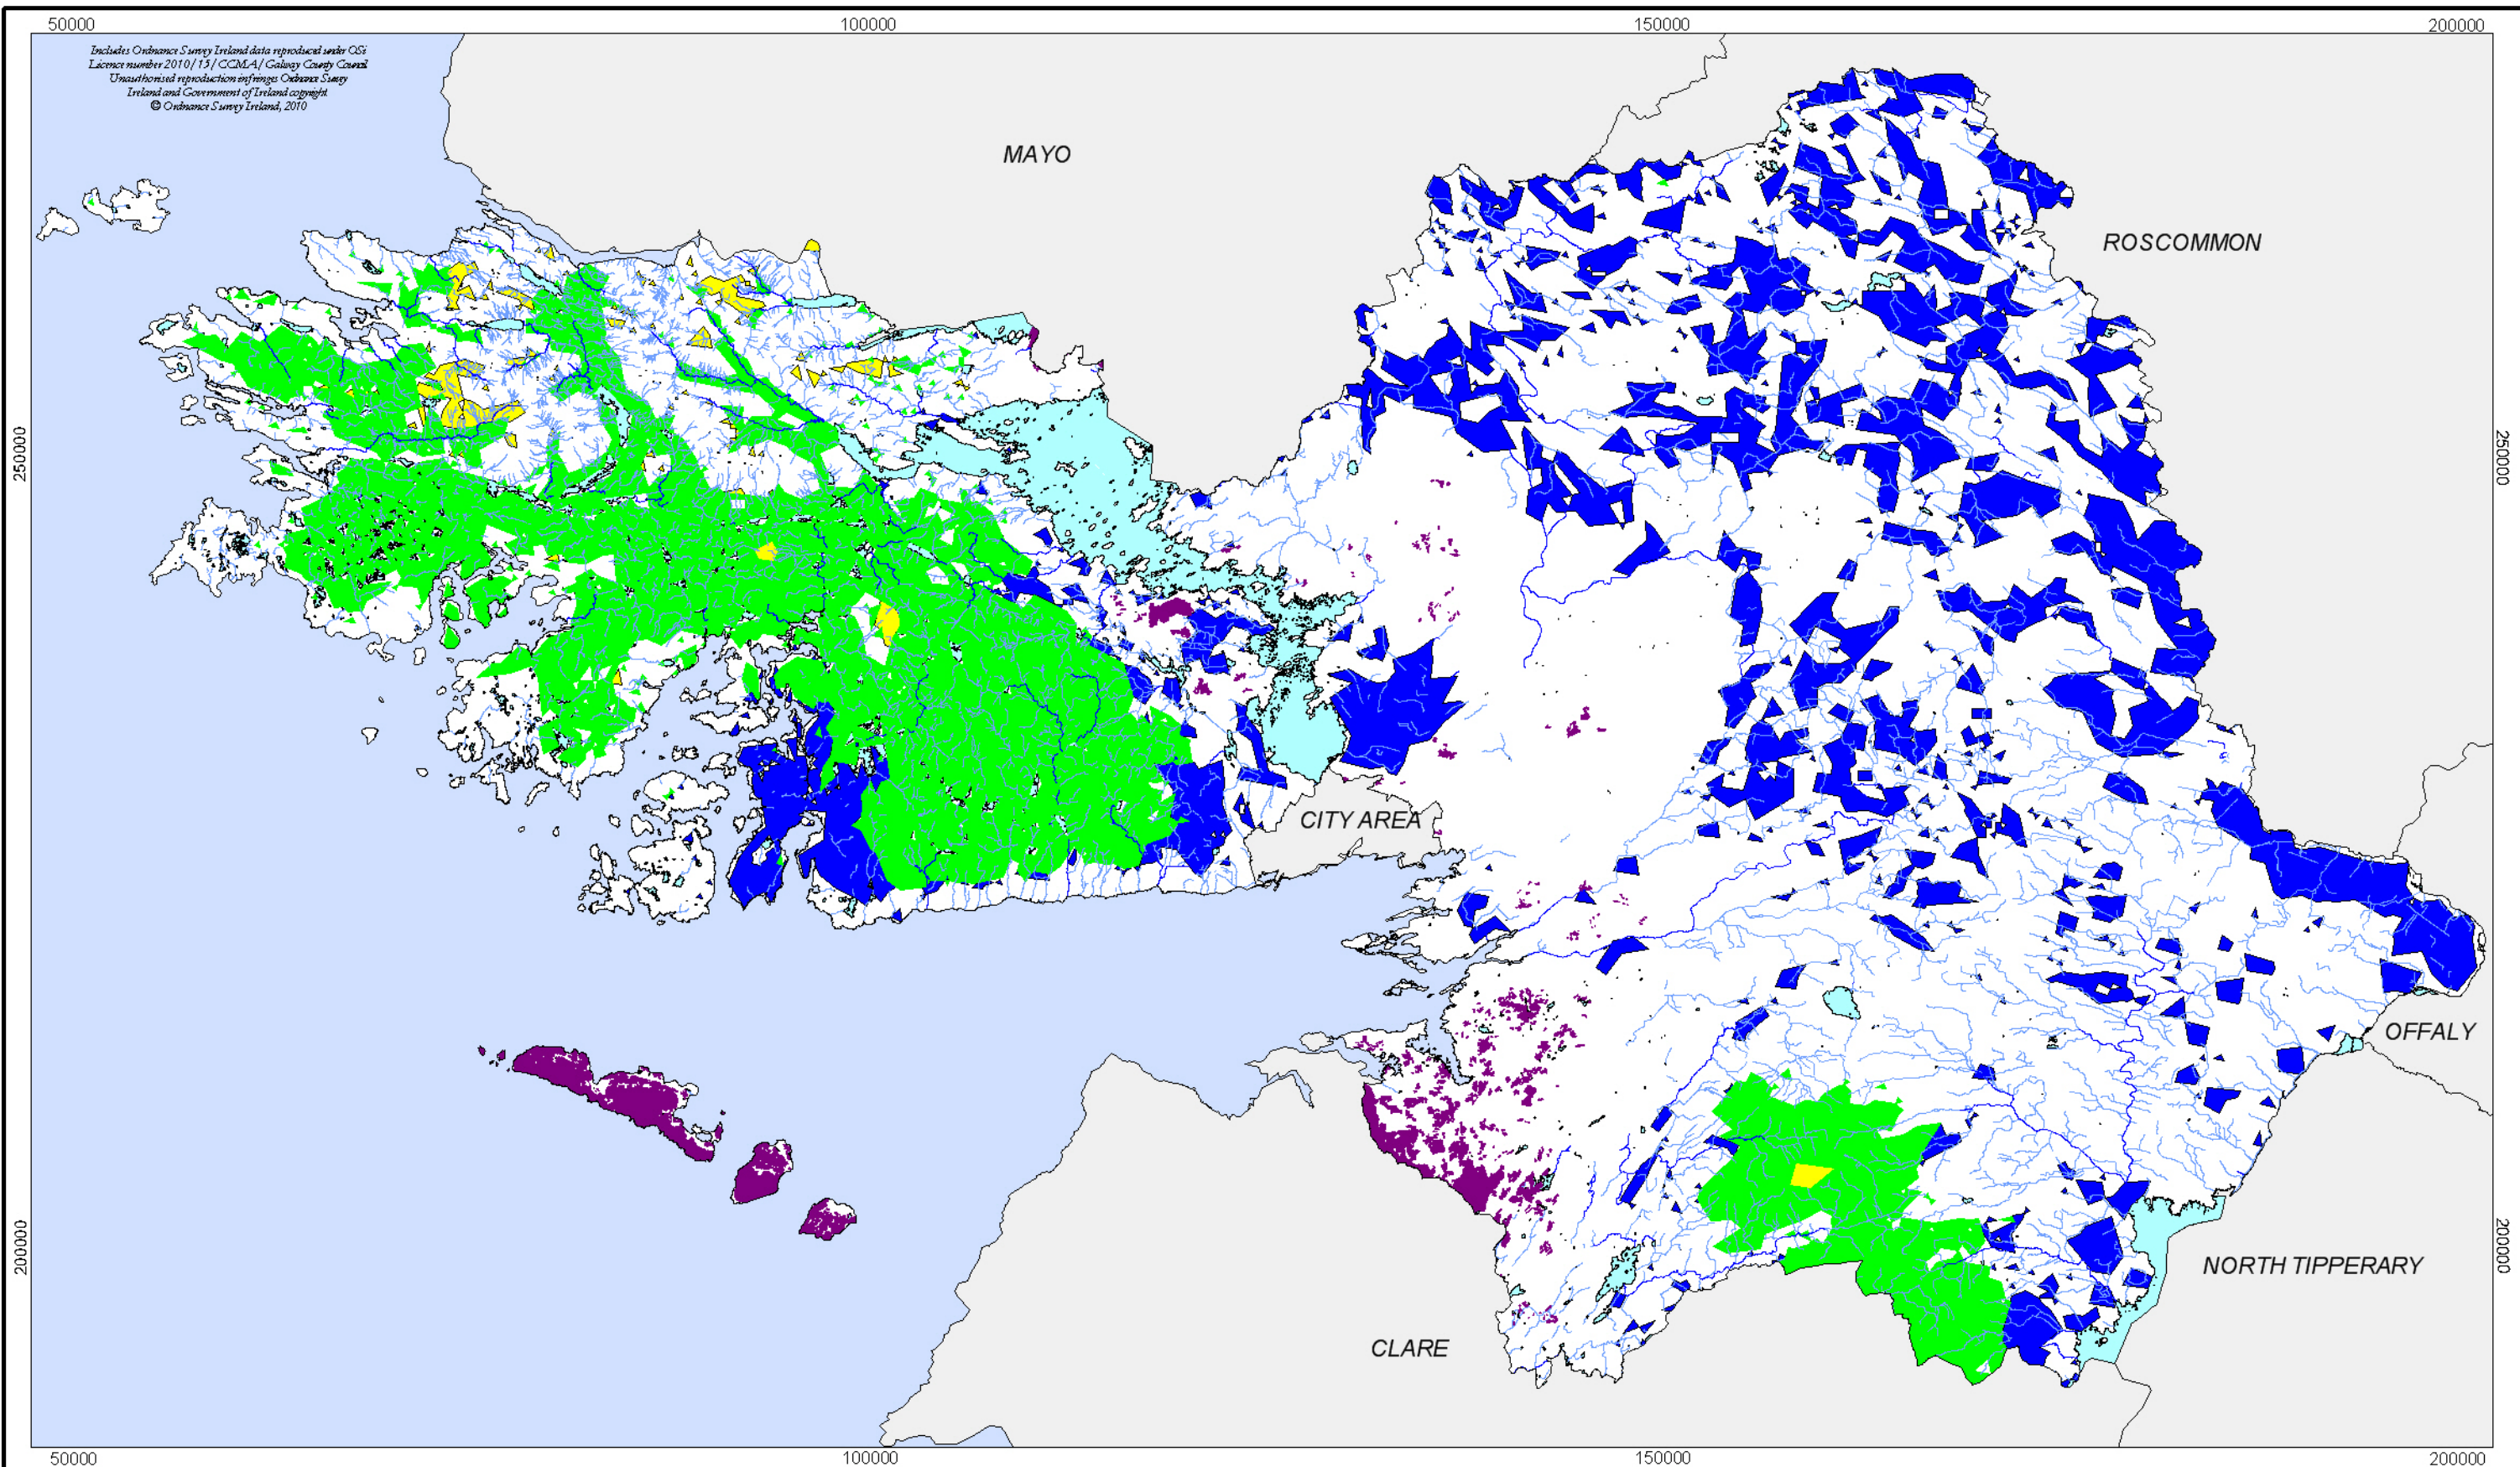 50000 100000 150000 200000
Includes Ordnance Survey Ireland data reproduced under OSi
Licence number 2010/15/CCMA/Galway County Council
Unauthorised reproduction infringes Ordnance Survey
Ireland and Government of Ireland copyright
© Ordnance Survey Ireland, 2010
MAYO
ROSCOMMON
250000 250000
CITY AREA
OFFALY
200000 200000
NORTH TIPPERARY
CLARE
50000 100000 150000 200000